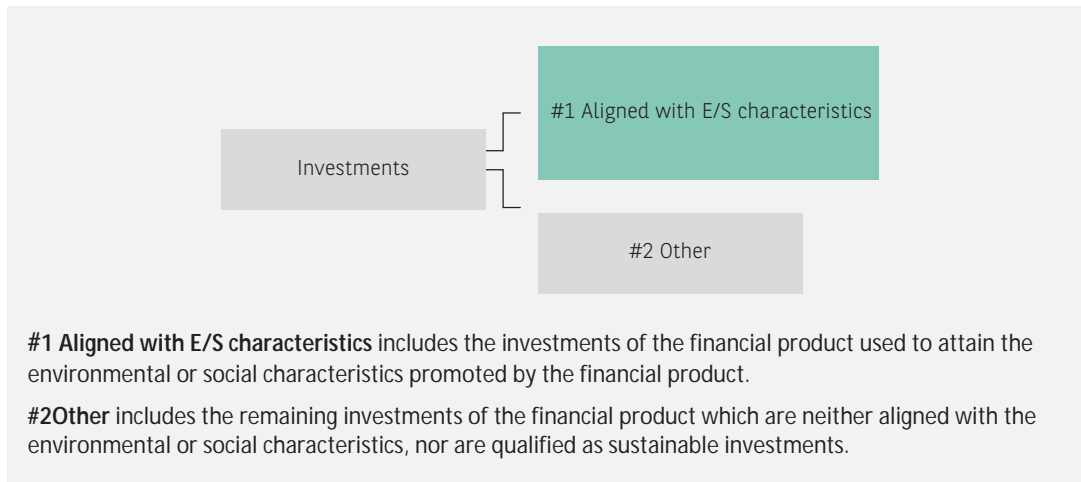 #1 Aligned with E/S characteristics
Investments
#2 Other
#1 Aligned with E/S characteristics includes the investments of the financial product used to attain the
environmental or social characteristics promoted by the financial product.
#2Other includes the remaining investments of the financial product which are neither aligned with the
environmental or social characteristics, nor are qualified as sustainable investments.